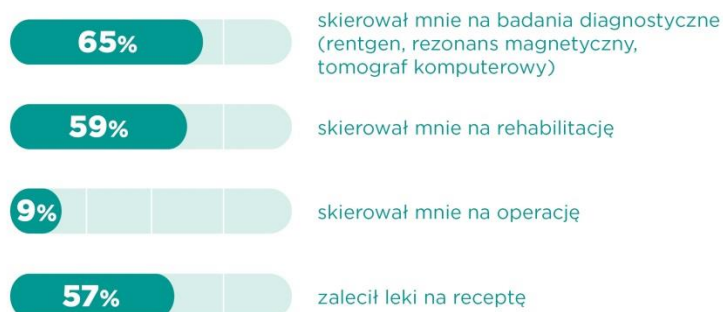 65%
skierował mnie na badania diagnostyczne
(rentgen, rezonans magnetyczny,
tomograf komputerowy)
59%
skierował mnie na rehabilitację
9%
skierował mnie na operację
57%
zalecił leki na receptę